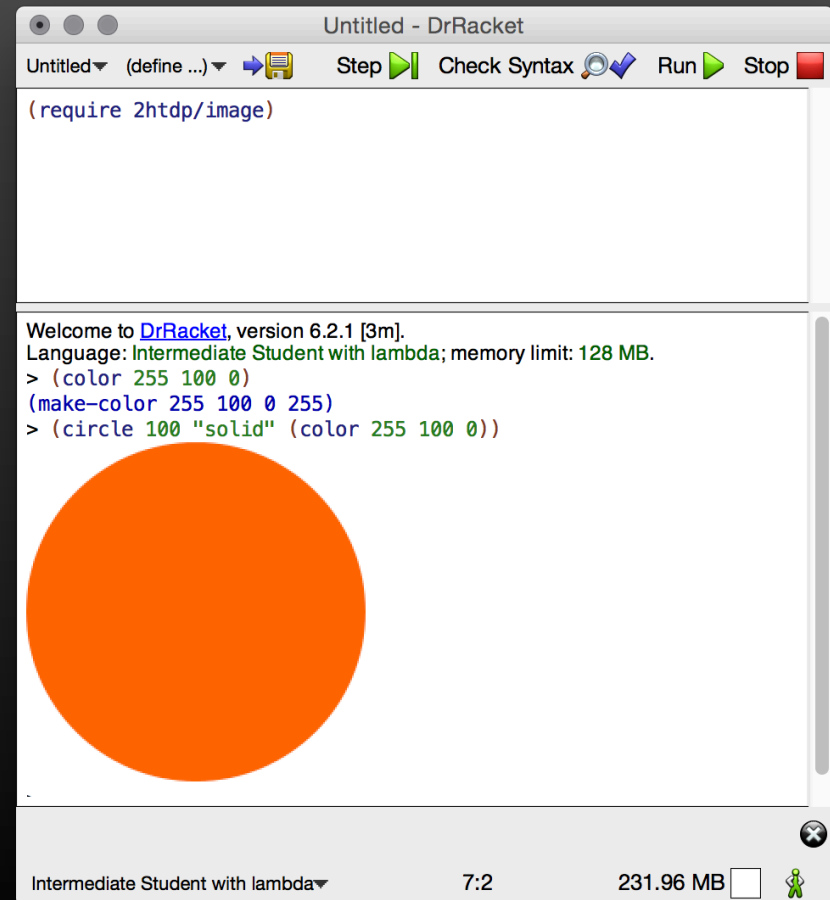 Untitled - DrRacket
Untitled (define ...) Step Check Syntax Run Stop
(require 2htdp/image)
Welcome to DrRacket, version 6.2.1 [3m].
Language: Intermediate Student with lambda; memory limit: 128 MB.
> (color 255 100 0)
(make-color 255 100 0 255)
> (circle 100 "solid" (color 255 100 0))
Intermediate Student with lambda 7:2 231.96 MB